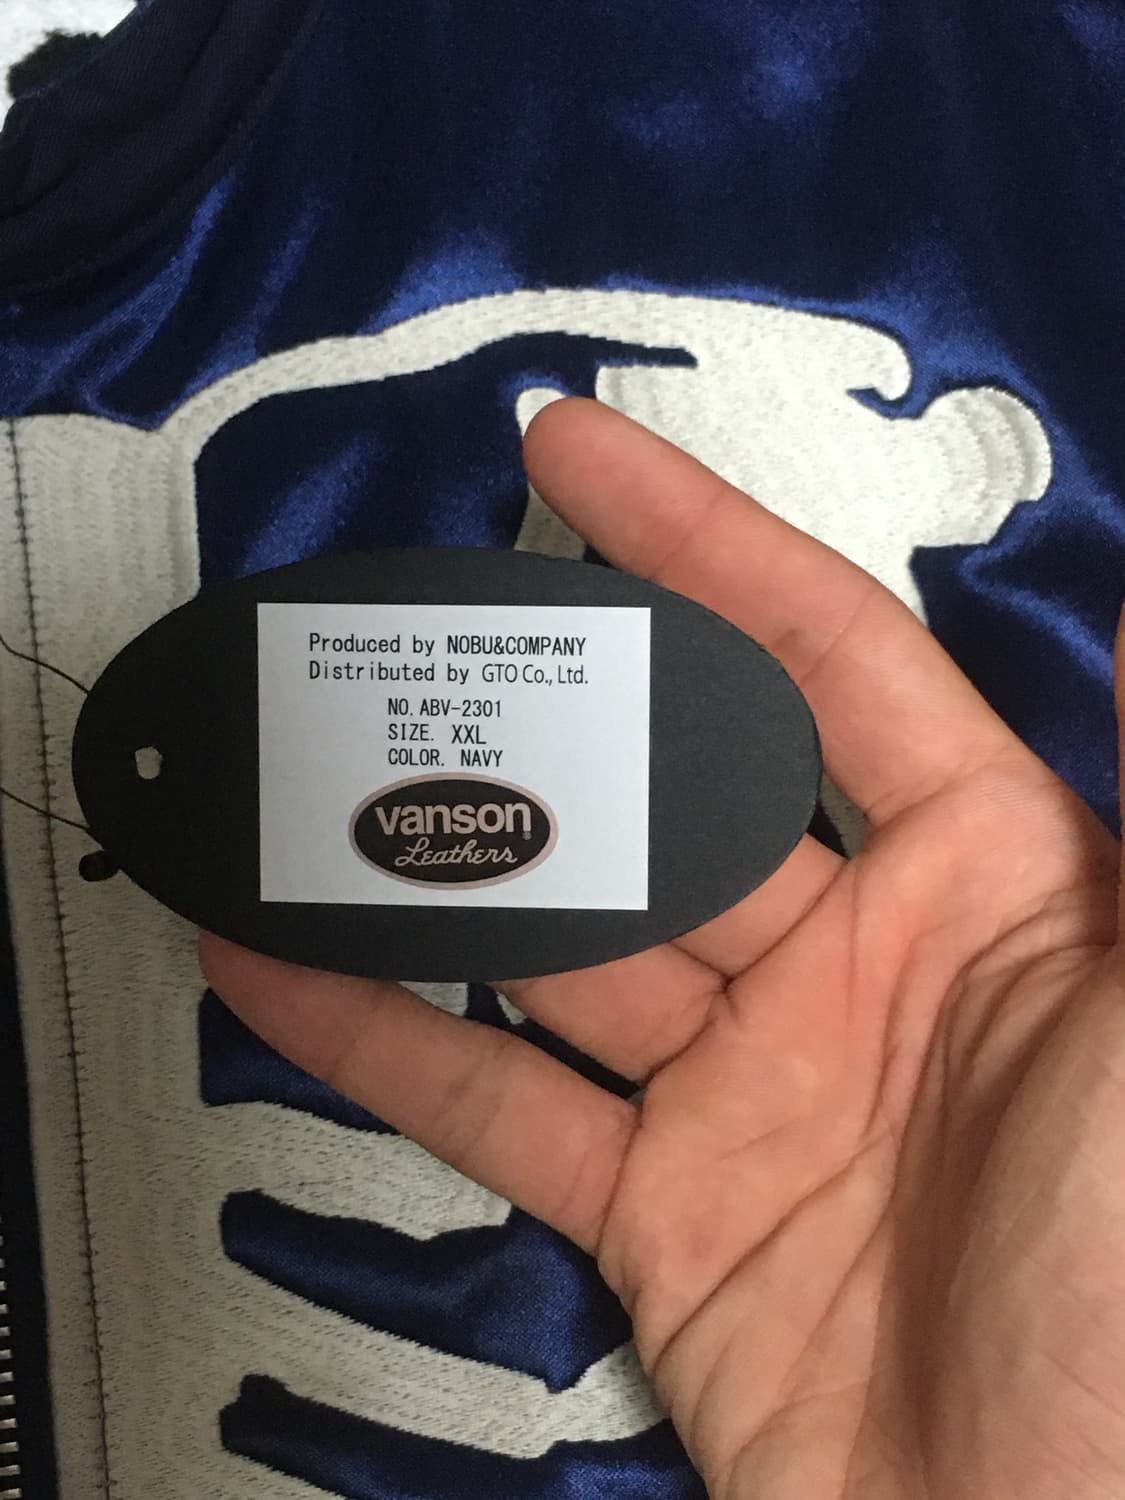 Produced by NOBU&COMPANY
Distributed by GTO Co., Ltd.
NO. ABV-2301
SIZE. XXL
COLOR. NAVY
vanson®
Leathers